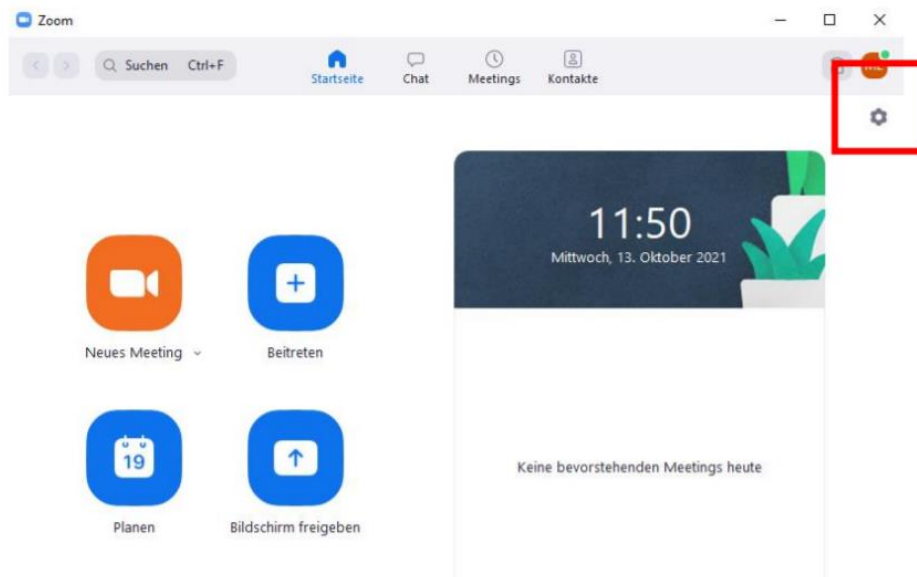 Zoom
Suchen Ctrl+F
Startseite
Chat
Meetings
Kontakte
11:50
Mittwoch, 13. Oktober 2021
Neues Meeting
Beitreten
19
Planen
Bildschirm freigeben
Keine bevorstehenden Meetings heute